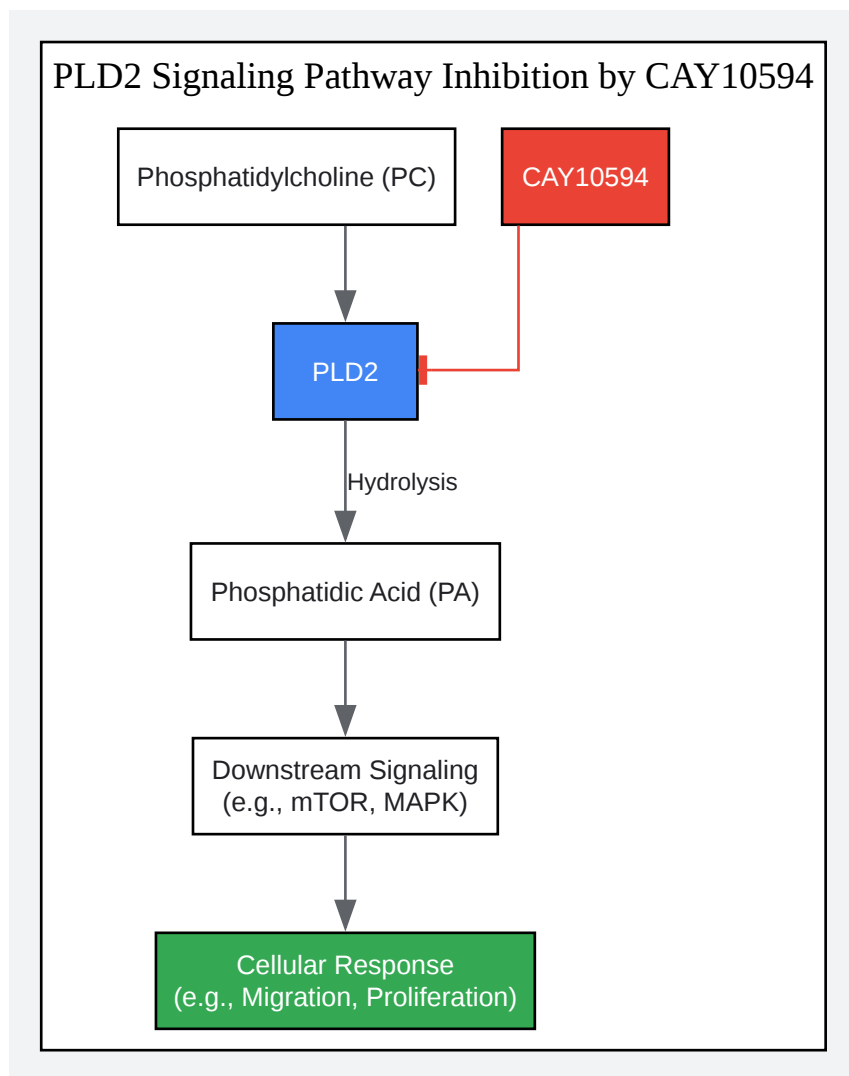 PLD2 Signaling Pathway Inhibition by CAY10594
Phosphatidylcholine (PC)
CAY10594
PLD2
Hydrolysis
Phosphatidic Acid (PA)
Downstream Signaling
(e.g., mTOR, MAPK)
Cellular Response
(e.g., Migration, Proliferation)